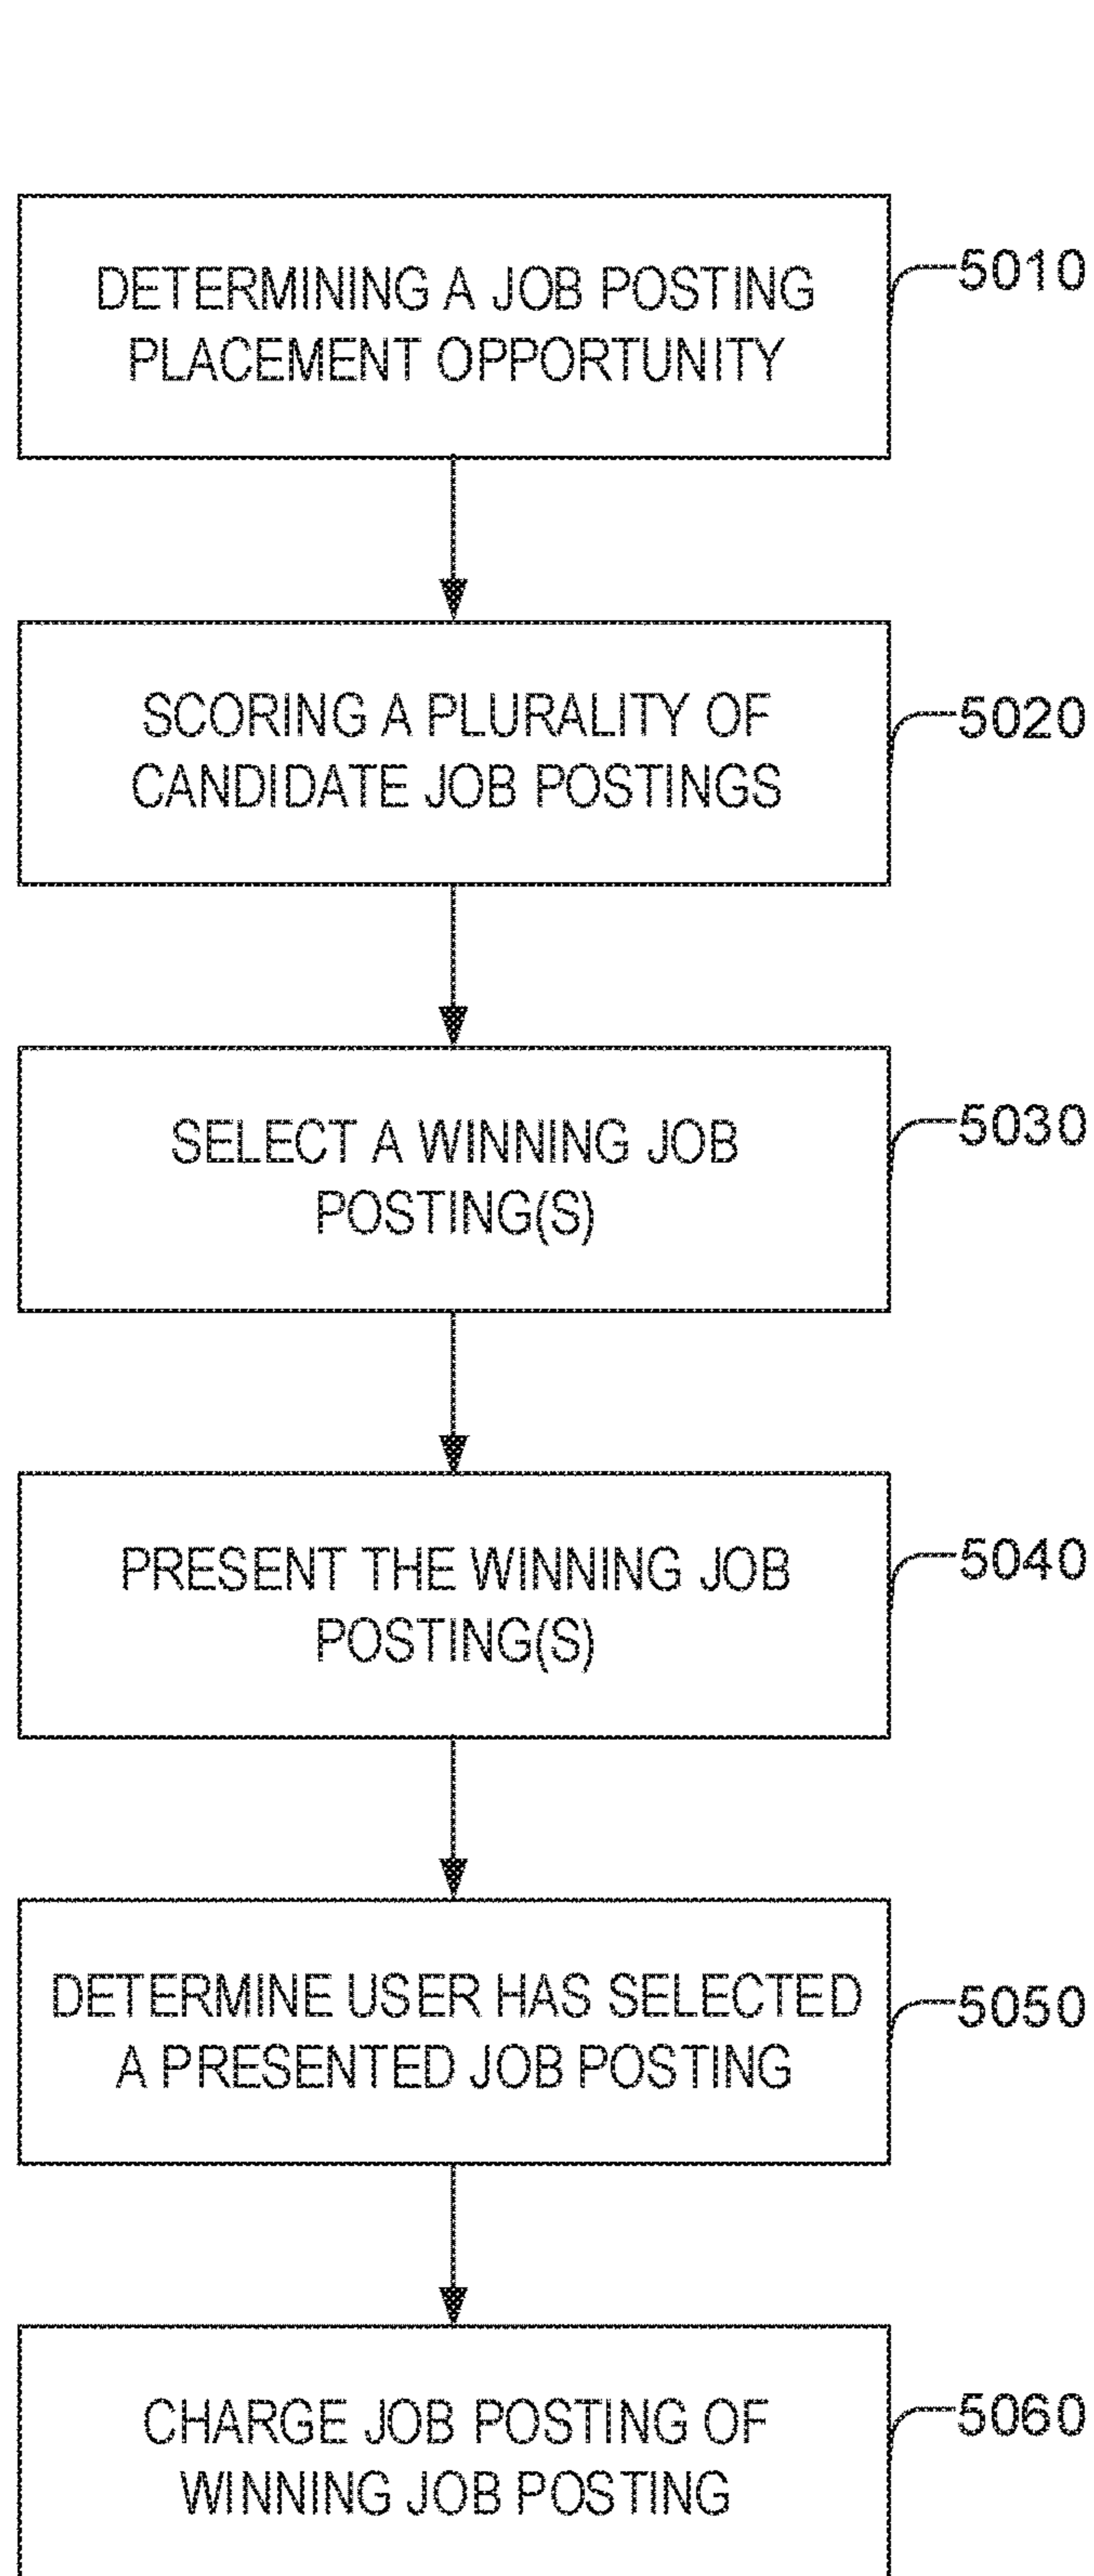 DETERMINING A JOB POSTING
PLACEMENT OPPORTUNITY
5010
SCORING A PLURALITY OF
CANDIDATE JOB POSTINGS
5020
SELECT A WINNING JOB
POSTING(S)
5030
PRESENT THE WINNING JOB
POSTING(S)
5040
DETERMINE USER HAS SELECTED
A PRESENTED JOB POSTING
5050
CHARGE JOB POSTING OF
WINNING JOB POSTING
5060